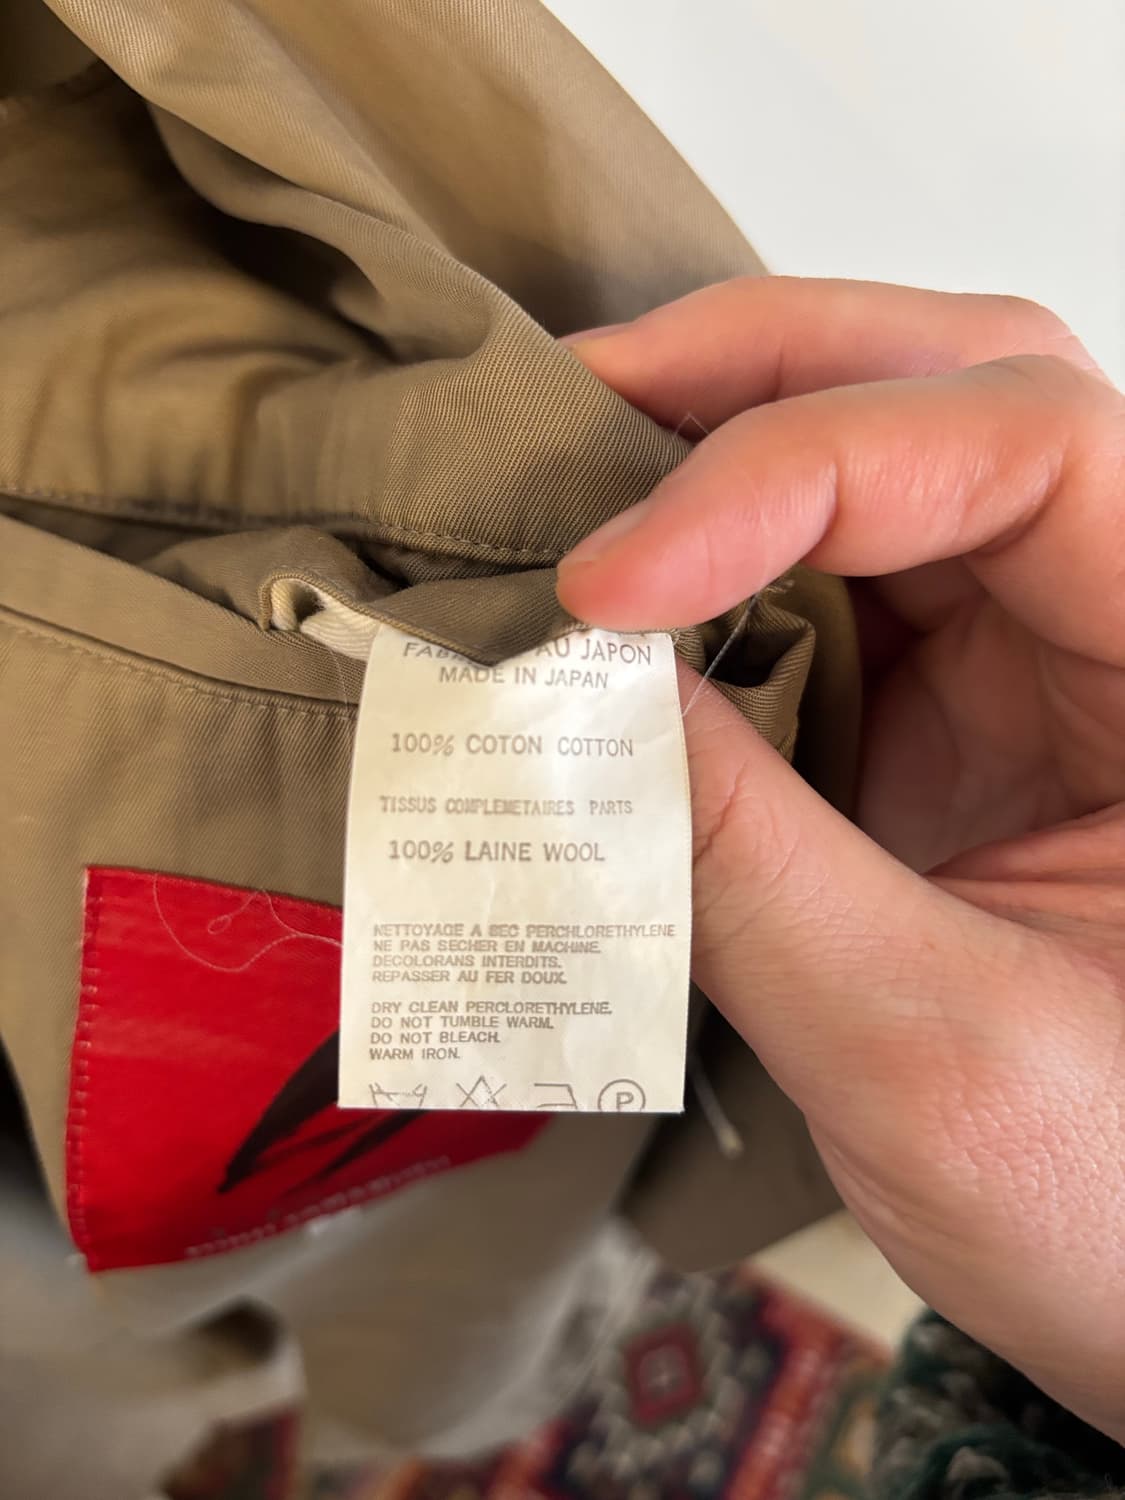 AU JAPON
MADE IN JAPAN
100% COTON COTTON
TISSUS COMPLEMETAIRES PARTS
100% LAINE WOOL
NETTOYAGE A SEC PERCHLORETHYLENE
NE PAS SECHER EN MACHINE.
DECOLORANS INTERDITS.
REPASSER AU FER DOUX.
DRY CLEAN PERCLORETHYLENE.
DO NOT TUMBLE WARM.
DO NOT BLEACH.
WARM IRON.
P